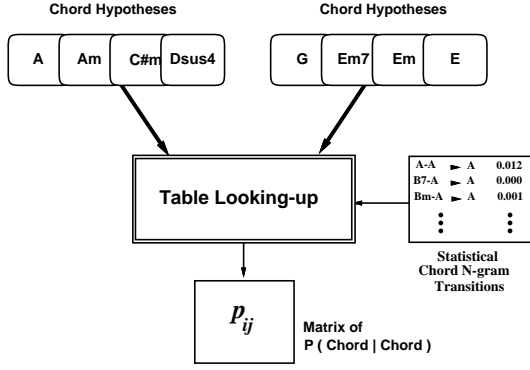 Chord Hypotheses
Chord Hypotheses
A Am C#m Dsus4
G Em7 Em E
Table Looking-up
A-A A 0.012
B7-A A 0.000
Bm-A A 0.001
Statistical
Chord N-gram
Transitions
pij
Matrix of
P ( Chord | Chord )